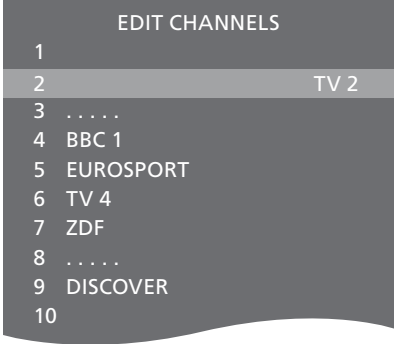 EDIT CHANNELS
1
2 TV 2
3 . . . . .
4 BBC 1
5 EUROSPORT
6 TV 4
7 ZDF
8 . . . . .
9 DISCOVER
10